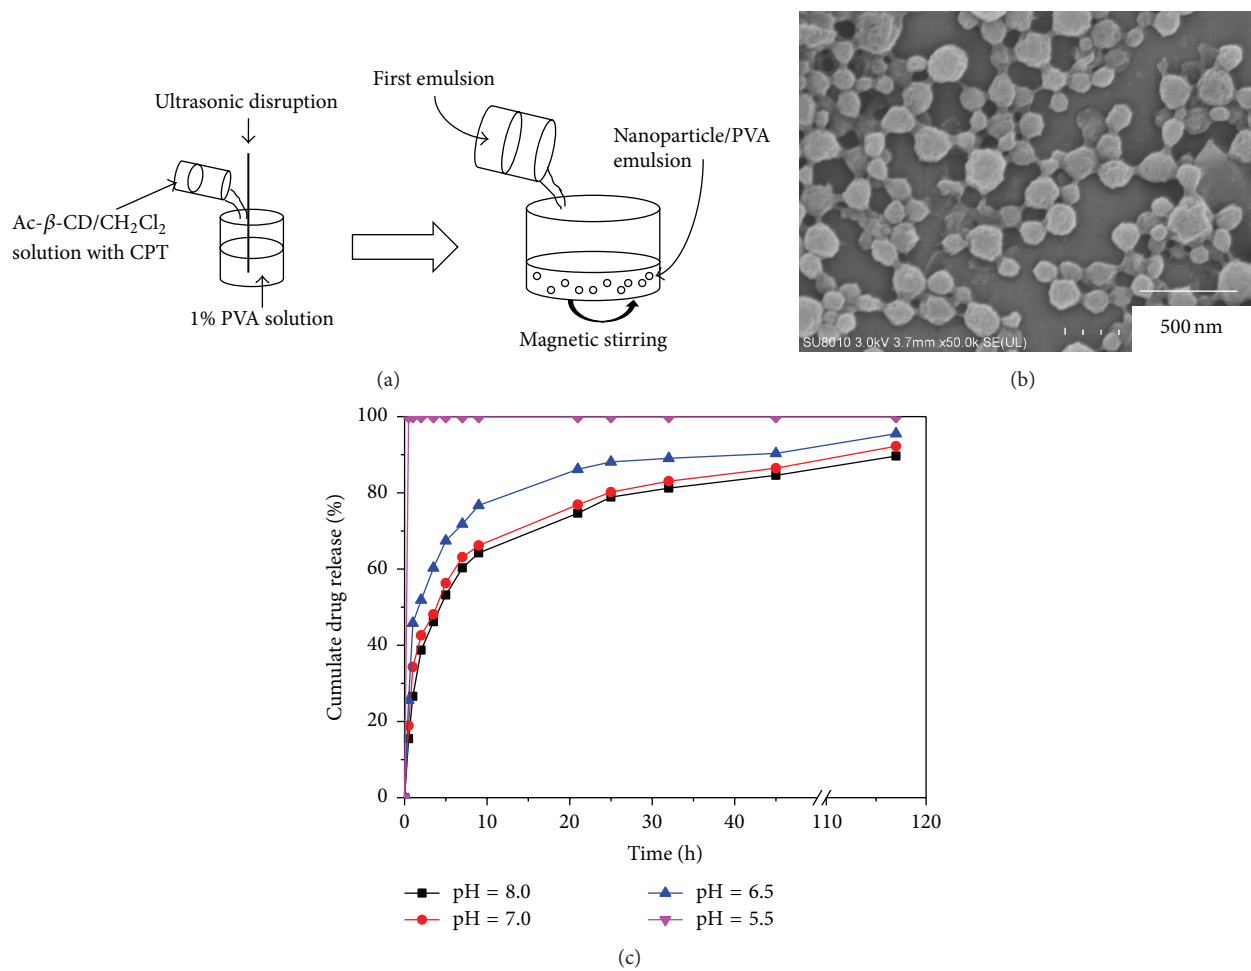 Ultrasonic disruption
Ac-β-CD/CH₂Cl₂
solution with CPT
1% PVA solution
First emulsion
Nanoparticle/PVA
emulsion
Magnetic stirring
(a)
SU8010 3.0kV 3.7mm x50.0k SE(UL)
500 nm
(b)
Cumulate drug release (%)
100
80
60
40
20
0
0 10 20 30 40 110 120
Time (h)
pH = 8.0
pH = 7.0
pH = 6.5
pH = 5.5
(c)